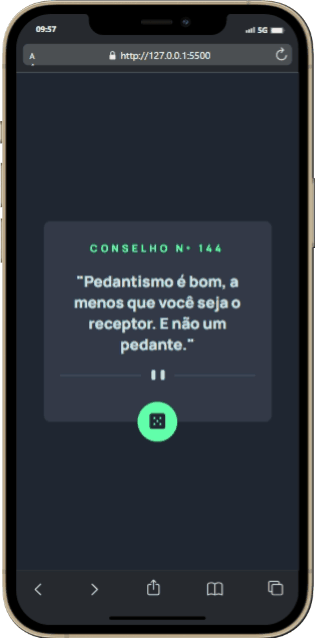 09:57
5G
A
http://127.0.0.1:5500
CONSELHO Nº 144
"Pedantismo é bom, a
menos que você seja o
receptor. E não um
pedante."